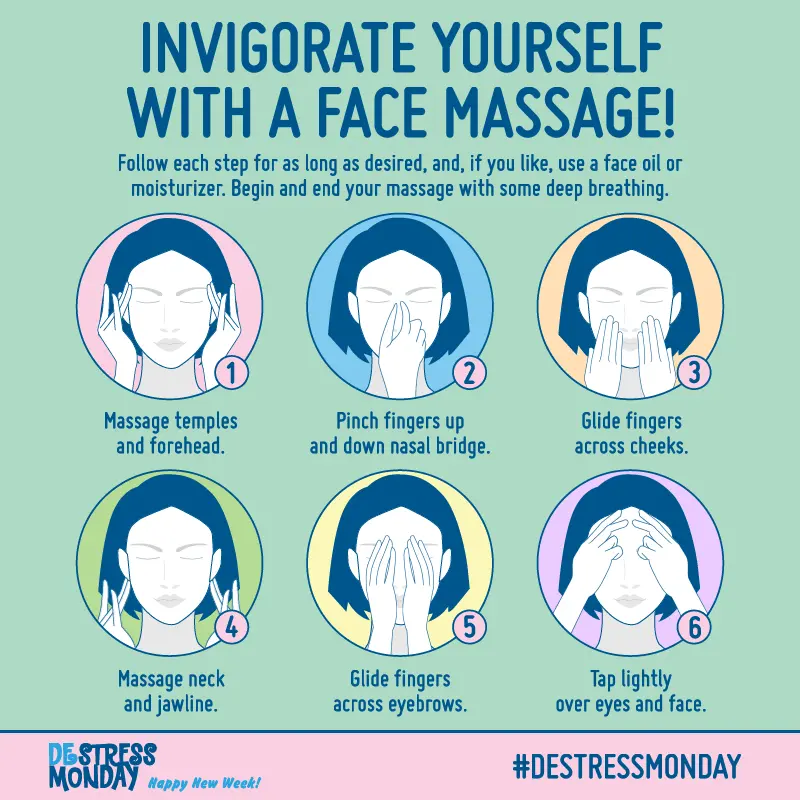 INVIGORATE YOURSELF
WITH A FACE MASSAGE!
Follow each step for as long as desired, and, if you like, use a face oil or
moisturizer. Begin and end your massage with some deep breathing.
1
Massage temples
and forehead.
2
Pinch fingers up
and down nasal bridge.
3
Glide fingers
across cheeks.
4
Massage neck
and jawline.
5
Glide fingers
across eyebrows.
6
Tap lightly
over eyes and face.
DESTRESS
MONDAY Happy New Week!
#DESTRESSMONDAY